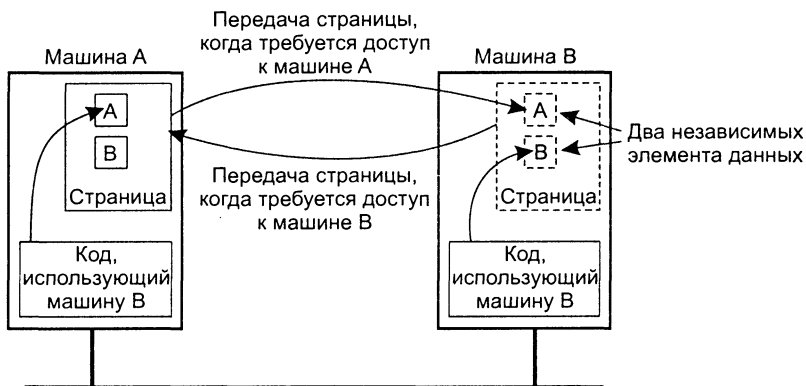 Передача страницы,
когда требуется доступ
к машине А
Машина А
Машина В
А
В
Страница
А
В
Страница
Два независимых
элемента данных
Передача страницы,
когда требуется доступ
к машине В
Код,
использующий
машину В
Код,
использующий
машину В